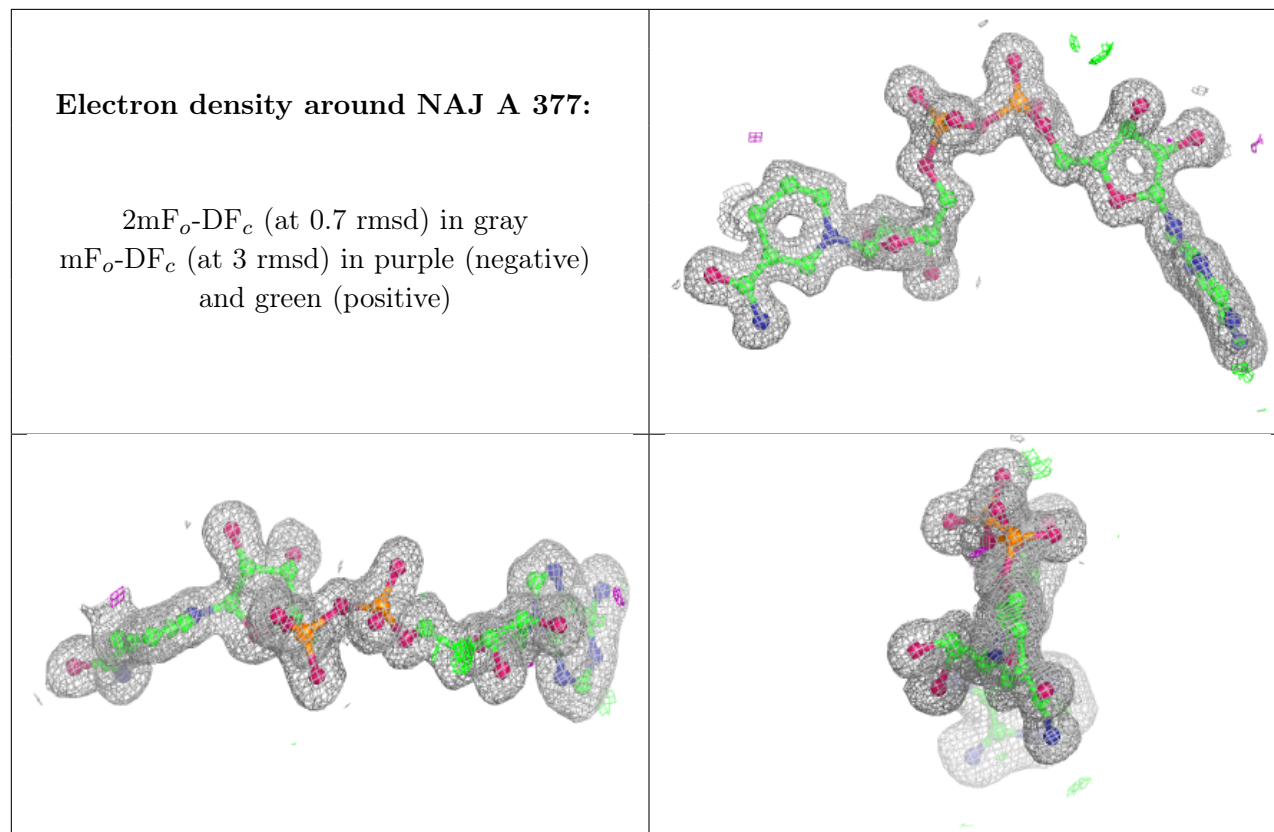 Electron density around NAJ A 377:
2mFo-DFc (at 0.7 rmsd) in gray
mFo-DFc (at 3 rmsd) in purple (negative)
and green (positive)